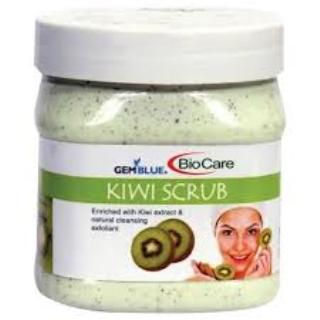 GEMBLUE. BioCare
KIWI SCRUB
Enriched with Kiwi extract &
natural cleansing
exfoliant